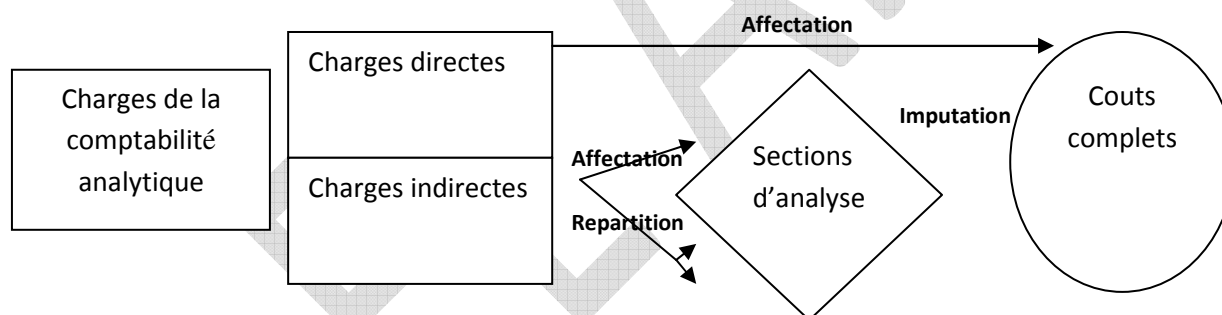 Affectation
Charges de la
comptabilité
analytique
Charges directes
Charges indirectes
Affectation
Repartition
Sections
d’analyse
Imputation
Couts
complets